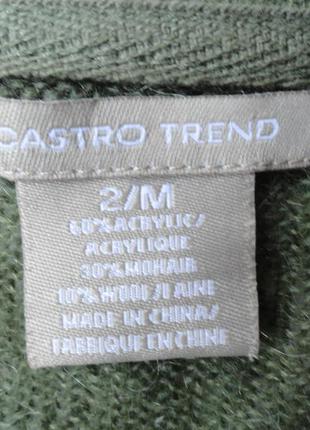 CASTRO TREND
2/M
60%ACRYLIC/
ACRYLIQUE
30%MOHAIR
10%WOOL/LAINE
MADE IN CHINA/
FABRIQUE EN CHINE